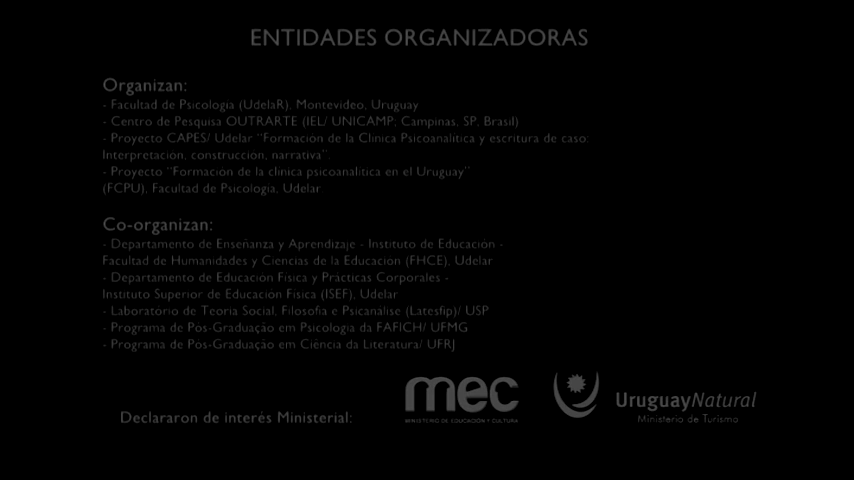 ENTIDADES ORGANIZADORAS
Organizan:
- Facultad de Psicología (UdelaR), Montevideo, Uruguay
- Centro de Pesquisa OUTRARTE (IEL/ UNICAMP, Campinas, SP, Brasil)
- Proyecto CAPES/ Udelar "Formación de la Clínica Psicoanalítica y escritura de caso:
Interpretación, construcción, narrativa".
- Proyecto "Formación de la clínica psicoanalítica en el Uruguay"
(FCPU), Facultad de Psicología, Udelar.
Co-organizan:
- Departamento de Enseñanza y Aprendizaje - Instituto de Educación -
Facultad de Humanidades y Ciencias de la Educación (FHCE), Udelar
- Departamento de Educación Física y Prácticas Corporales -
Instituto Superior de Educación Física (ISEF), Udelar
- Laboratório de Teoria Social, Filosofia e Psicanálise (Latesfip)/ USP
- Programa de Pós-Graduação em Psicologia da FAFICH/ UFMG
- Programa de Pós-Graduação em Ciência da Literatura/ UFRJ
Declararon de interés Ministerial:
mec
MINISTERIO DE EDUCACIÓN Y CULTURA
UruguayNatural
Ministerio de Turismo